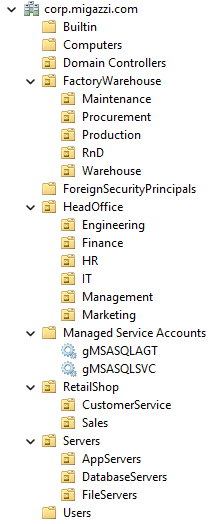 corp.migazzi.com
Builtin
Computers
Domain Controllers
FactoryWarehouse
Maintenance
Procurement
Production
RnD
Warehouse
ForeignSecurityPrincipals
HeadOffice
Engineering
Finance
HR
IT
Management
Marketing
Managed Service Accounts
gMSASQLAGT
gMSASQLSVC
RetailShop
CustomerService
Sales
Servers
AppServers
DatabaseServers
FileServers
Users